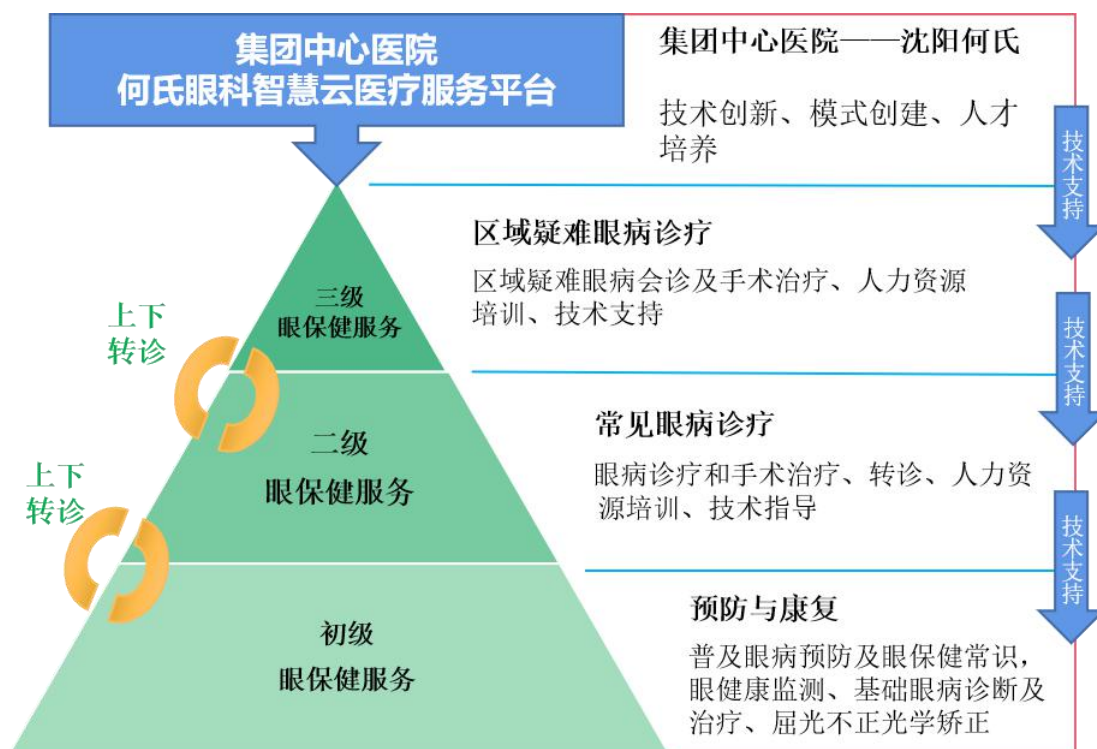 集团中心医院
何氏眼科智慧云医疗服务平台
集团中心医院——沈阳何氏
技术创新、模式创建、人才
培养
技术支持
区域疑难眼病诊疗
区域疑难眼病会诊及手术治疗、人力资源
培训、技术支持
三级
眼保健服务
上下
转诊
技术支持
常见眼病诊疗
眼病诊疗和手术治疗、转诊、人力资
源培训、技术指导
二级
眼保健服务
上下
转诊
技术支持
预防与康复
普及眼病预防及眼保健常识，
眼健康监测、基础眼病诊断及
治疗、屈光不正光学矫正
初级
眼保健服务